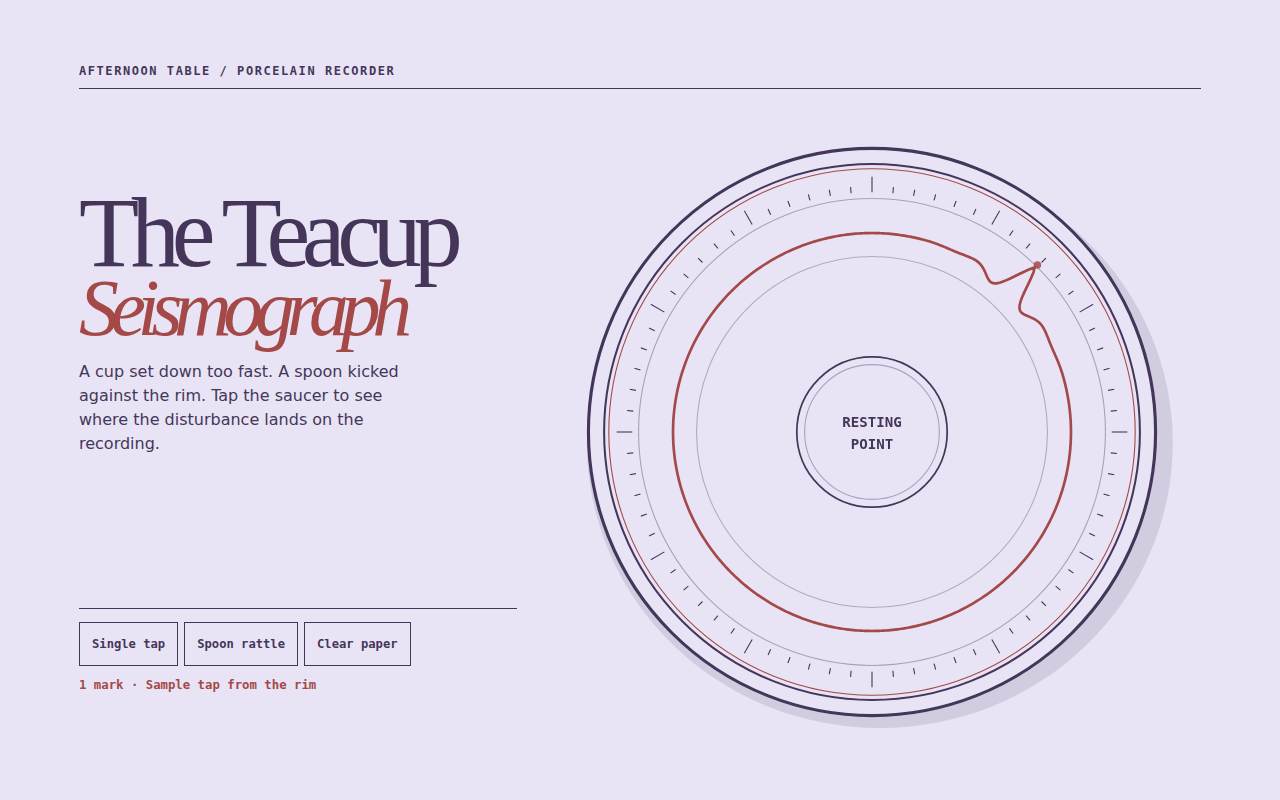 AFTERNOON TABLE / PORCELAIN RECORDER
The Teacup
Seismograph
A cup set down too fast. A spoon kicked
against the rim. Tap the saucer to see
where the disturbance lands on the
recording.
RESTING
POINT
Single tap
Spoon rattle
Clear paper
1 mark · Sample tap from the rim